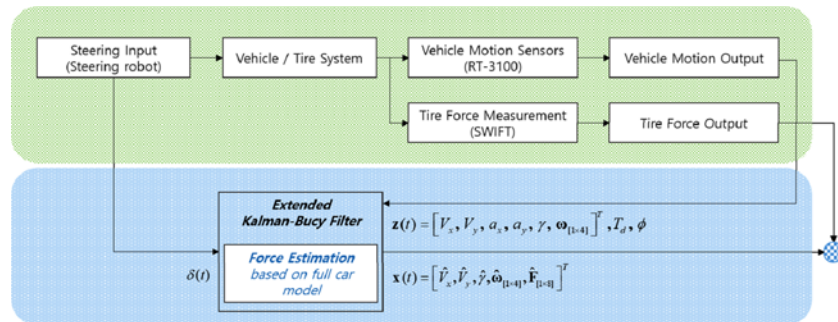 Steering Input
(Steering robot)
Vehicle / Tire System
Vehicle Motion Sensors
(RT-3100)
Vehicle Motion Output
Tire Force Measurement
(SWIFT)
Tire Force Output
Extended
Kalman-Bucy Filter
Force Estimation
based on full car
model
δ(t)
z(t) = [V_x, V_y, a_x, a_y, γ, ω_[1×4]]^T, T_d, ϕ
x(t) = [V̂_x, V̂_y, γ̂, ω̂_[1×4], F̂_[1×8]]^T